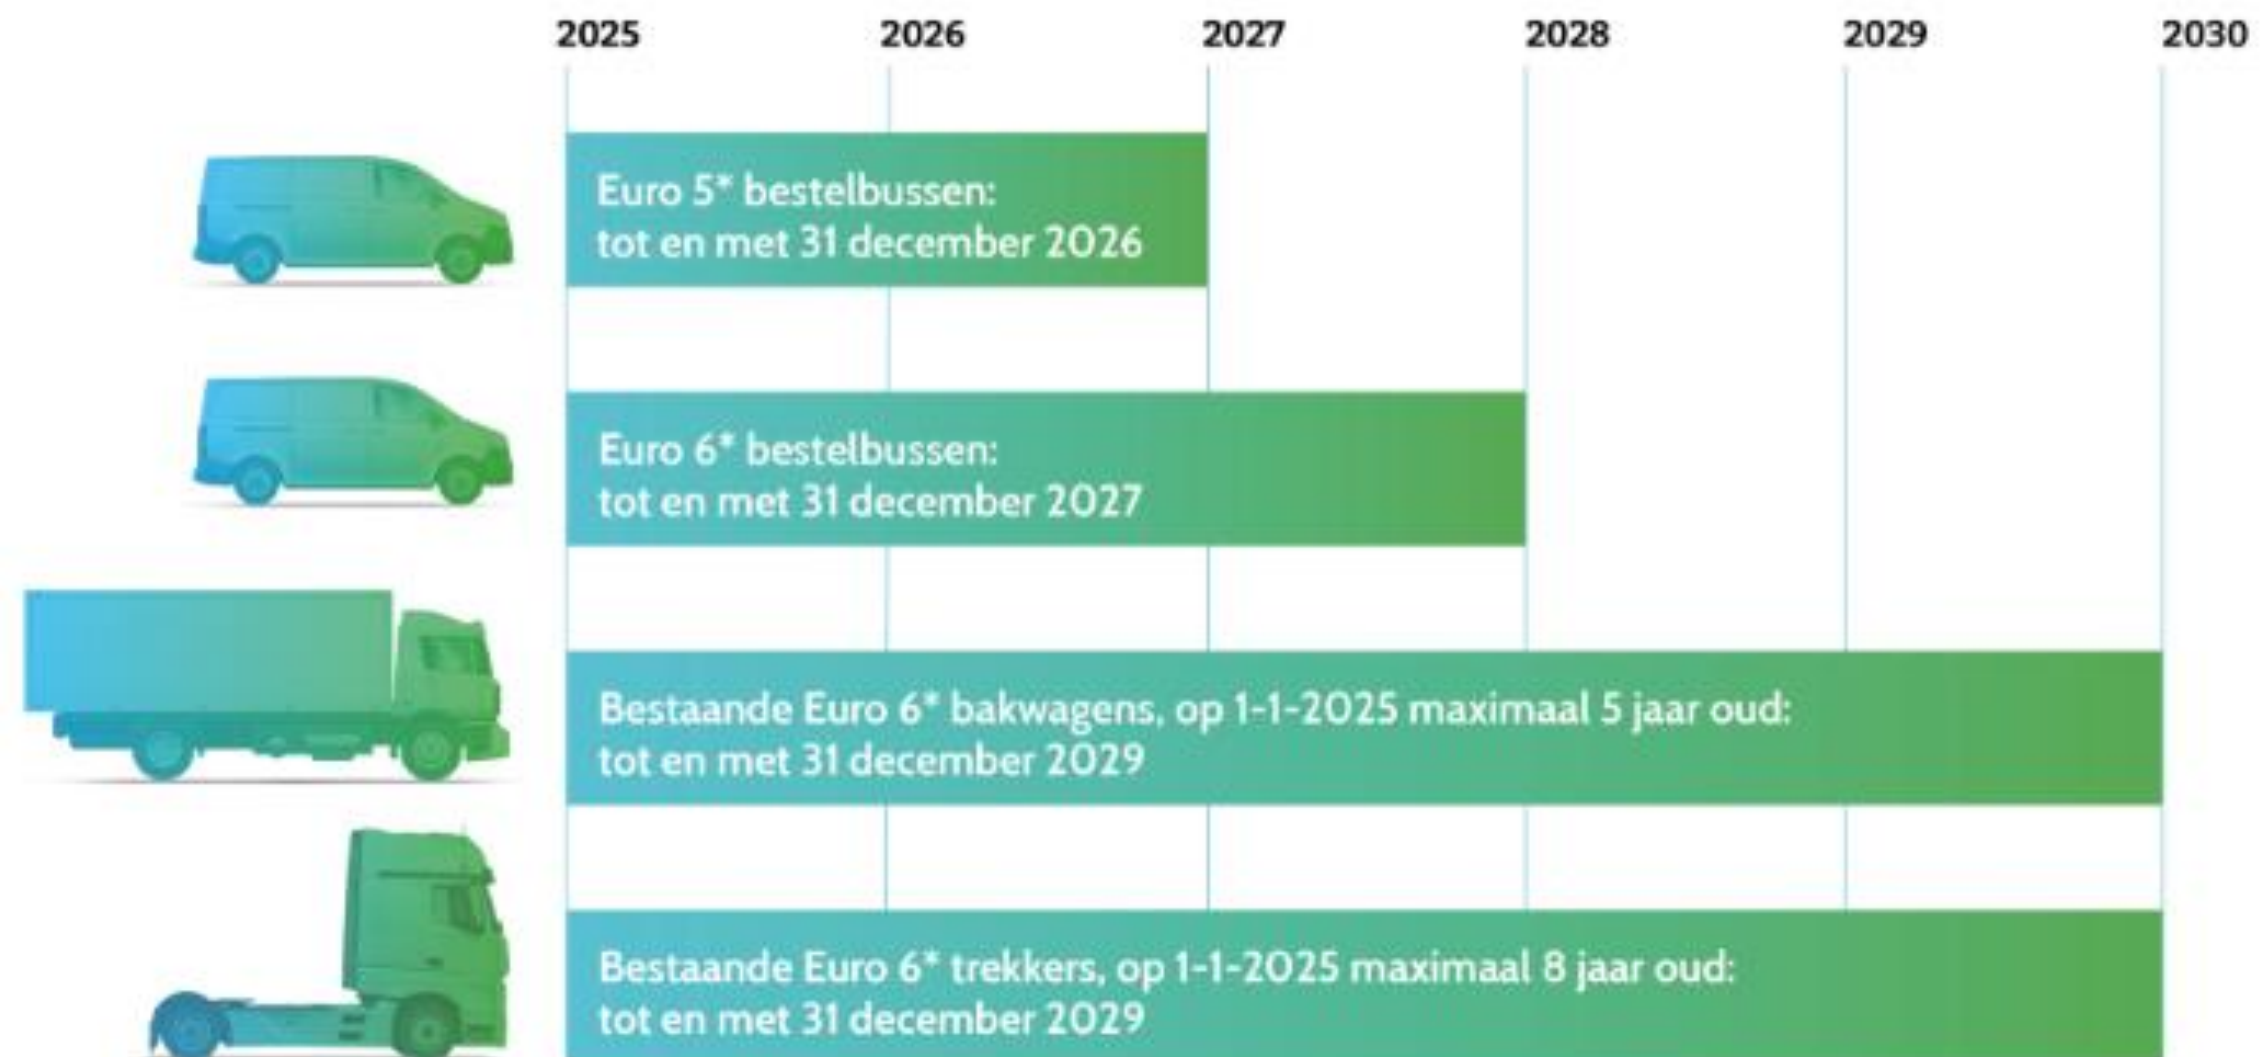 2025 2026 2027 2028 2029 2030
Euro 5* bestelbussen:
tot en met 31 december 2026
Euro 6* bestelbussen:
tot en met 31 december 2027
Bestaande Euro 6* bakwagens, op 1-1-2025 maximaal 5 jaar oud:
tot en met 31 december 2029
Bestaande Euro 6* trekkers, op 1-1-2025 maximaal 8 jaar oud:
tot en met 31 december 2029